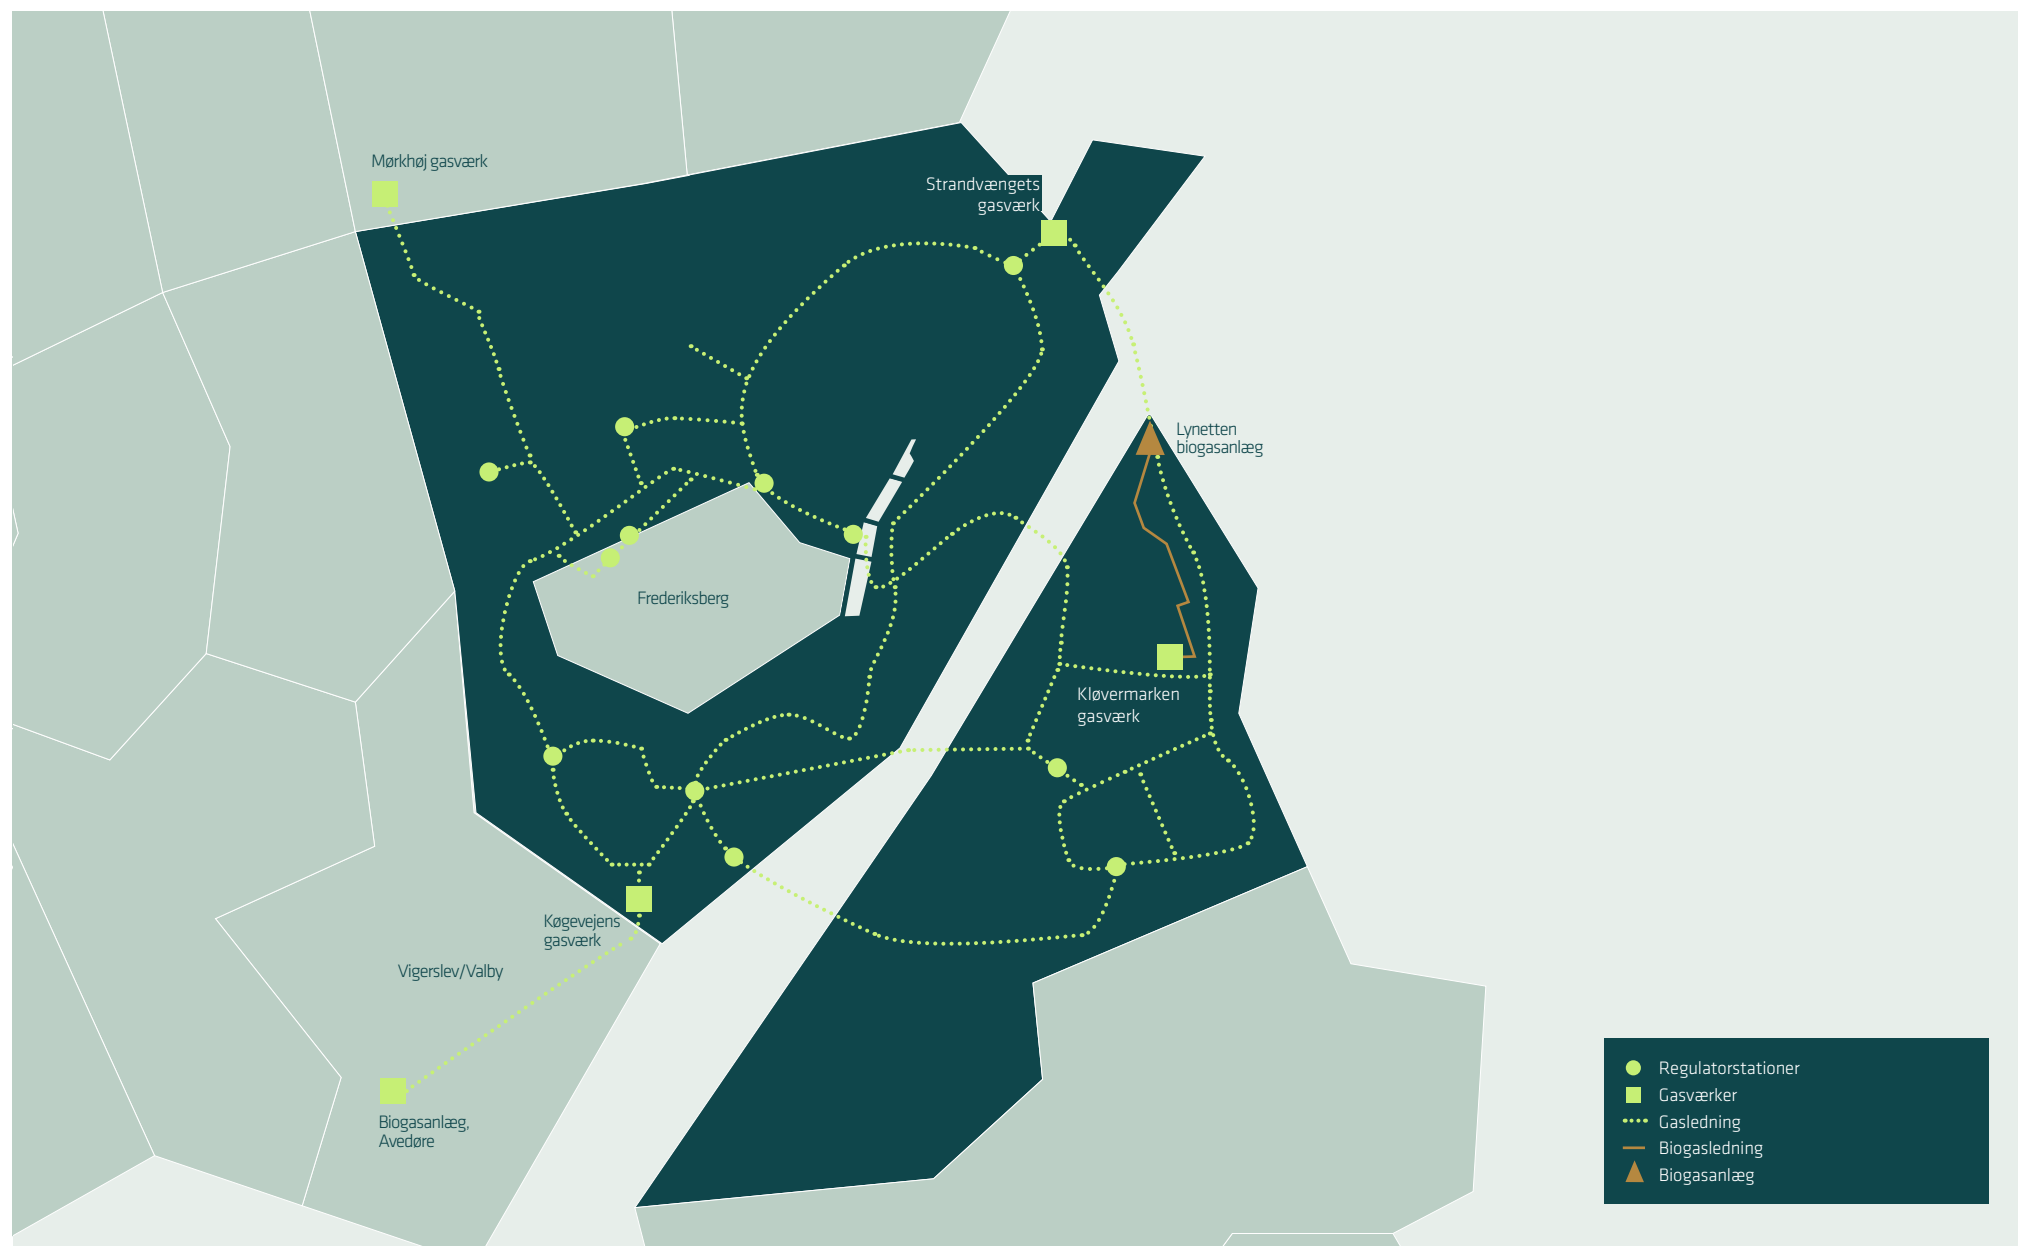 Mørkhøj gasværk
Strandvængets
gasværk
Lynetten
biogasanlæg
Frederiksberg
Kløvermarken
gasværk
Køgevejens
gasværk
Vigerslev/Valby
Biogasanlæg,
Avedøre
Regulatorstationer
Gasværker
Gasledning
Biogasledning
Biogasanlæg